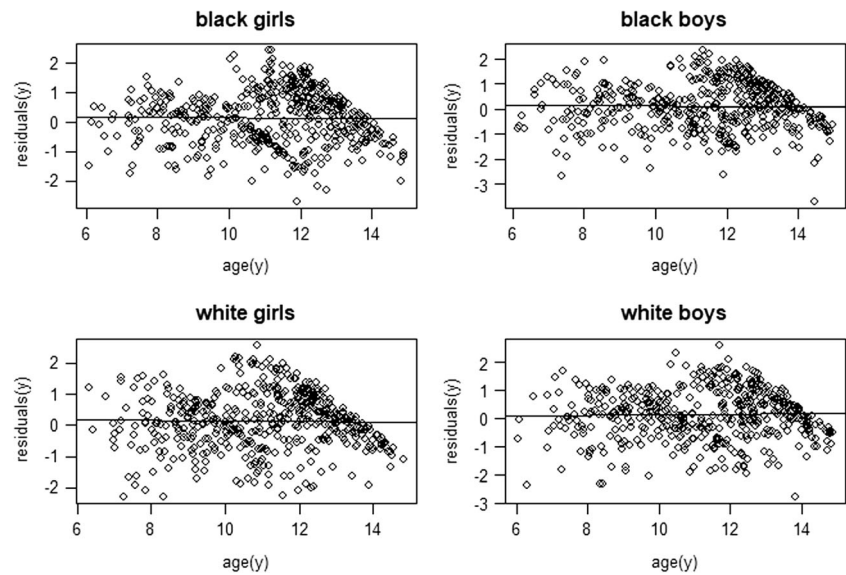 black girls
residuals(y)
2
1
0
-1
-2
6 8 10 12 14
age(y)
black boys
residuals(y)
2
1
0
-1
-2
-3
6 8 10 12 14
age(y)
white girls
residuals(y)
2
1
0
-1
-2
6 8 10 12 14
age(y)
white boys
residuals(y)
2
1
0
-1
-2
-3
6 8 10 12 14
age(y)